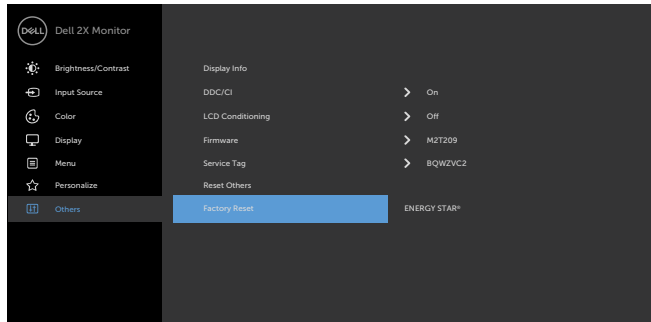 DELL Dell 2X Monitor
Brightness/Contrast Display Info
Input Source DDC/CI On
Color LCD Conditioning Off
Display Firmware M2T209
Menu Service Tag BQWZVC2
Personalize Reset Others
Others Factory Reset ENERGY STAR®